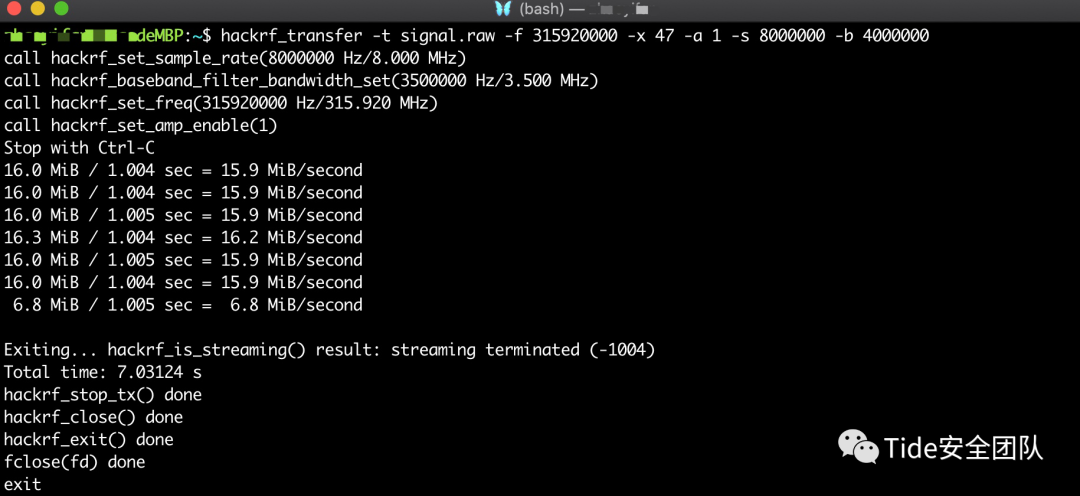 (bash) —
deMBP:~$ hackrf_transfer -t signal.raw -f 315920000 -x 47 -a 1 -s 8000000 -b 4000000
call hackrf_set_sample_rate(8000000 Hz/8.000 MHz)
call hackrf_baseband_filter_bandwidth_set(3500000 Hz/3.500 MHz)
call hackrf_set_freq(315920000 Hz/315.920 MHz)
call hackrf_set_amp_enable(1)
Stop with Ctrl-C
16.0 MiB / 1.004 sec = 15.9 MiB/second
16.0 MiB / 1.004 sec = 15.9 MiB/second
16.0 MiB / 1.005 sec = 15.9 MiB/second
16.3 MiB / 1.004 sec = 16.2 MiB/second
16.0 MiB / 1.005 sec = 15.9 MiB/second
16.0 MiB / 1.004 sec = 15.9 MiB/second
6.8 MiB / 1.005 sec =  6.8 MiB/second
Exiting... hackrf_is_streaming() result: streaming terminated (-1004)
Total time: 7.03124 s
hackrf_stop_tx() done
hackrf_close() done
hackrf_exit() done
fclose(fd) done
exit
Tide安全团队